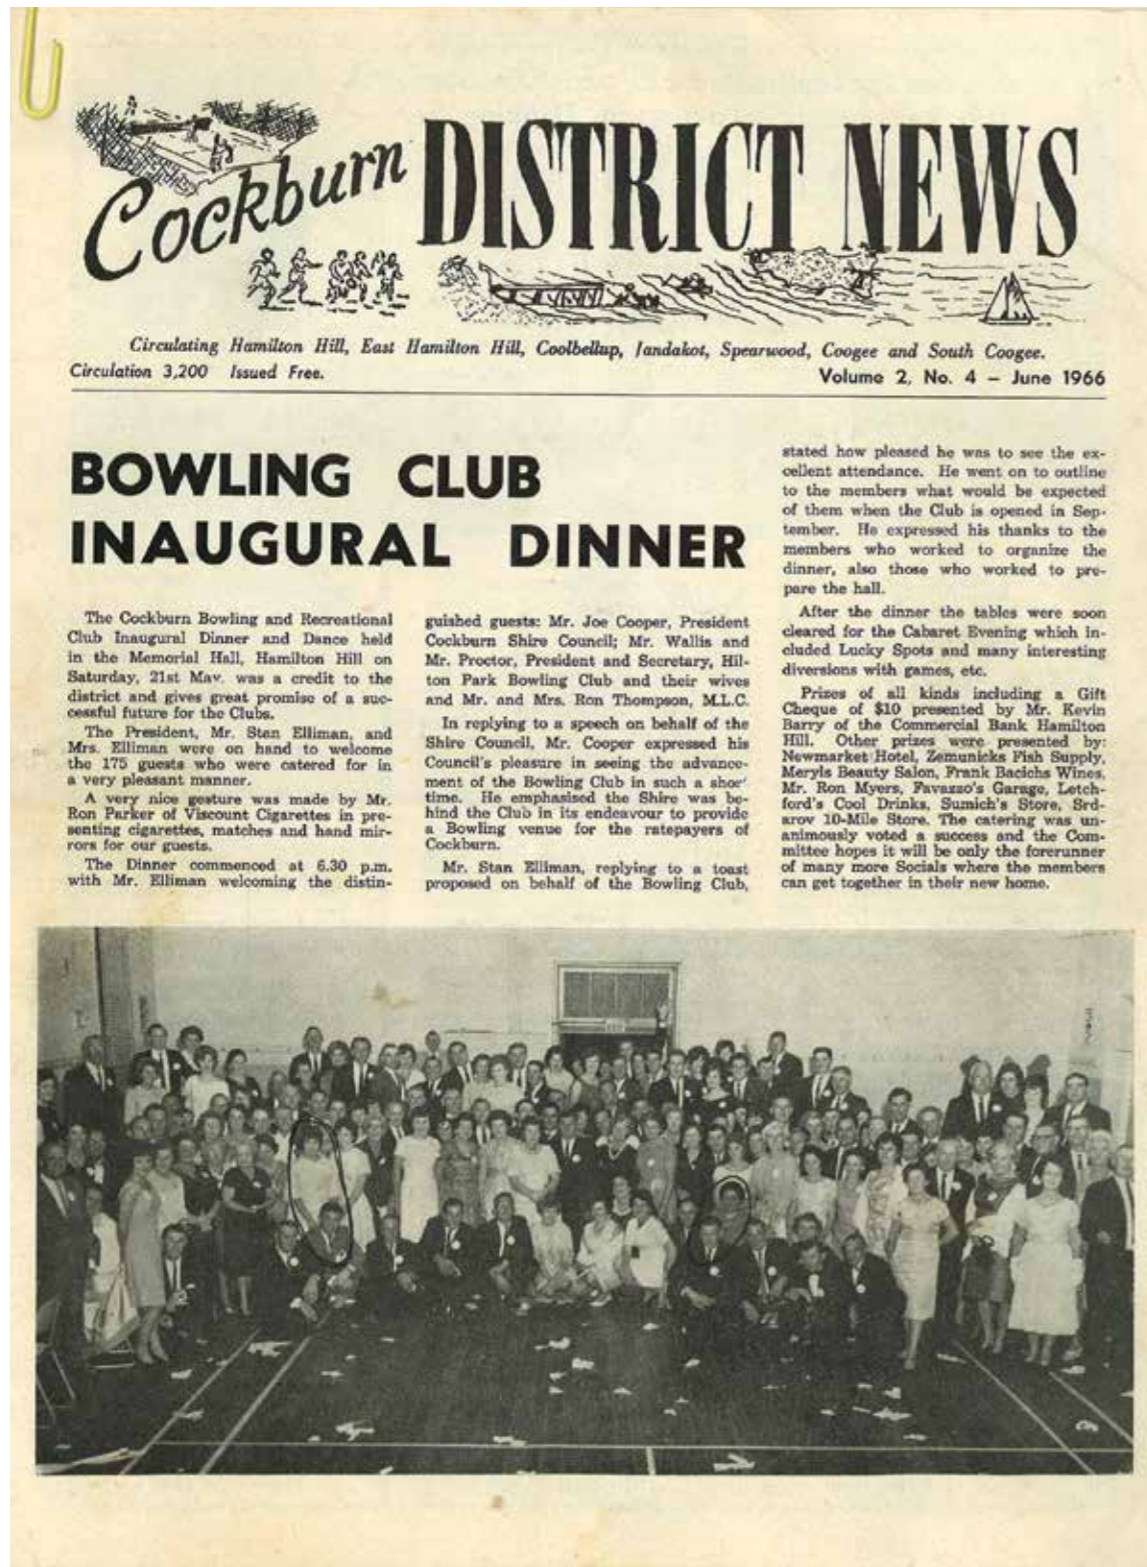 Cockburn DISTRICT NEWS
Circulating Hamilton Hill, East Hamilton Hill, Coolbellup, Jandakot, Spearwood, Coogee and South Coogee.
Circulation 3,200 Issued Free.
Volume 2, No. 4 – June 1966
BOWLING CLUB
INAUGURAL DINNER
The Cockburn Bowling and Recreational
Club Inaugural Dinner and Dance held
in the Memorial Hall, Hamilton Hill on
Saturday, 21st May. was a credit to the
district and gives great promise of a suc-
cessful future for the Clubs.
The President, Mr. Stan Elliman, and
Mrs. Elliman were on hand to welcome
the 175 guests who were catered for in
a very pleasant manner.
A very nice gesture was made by Mr.
Ron Parker of Viscount Cigarettes in pre-
senting cigarettes, matches and hand mir-
rors for our guests.
The Dinner commenced at 6.30 p.m.
with Mr. Elliman welcoming the distin-
guished guests: Mr. Joe Cooper, President
Cockburn Shire Council; Mr. Wallis and
Mr. Proctor, President and Secretary, Hil-
ton Park Bowling Club and their wives
and Mr. and Mrs. Ron Thompson, M.L.C.
In replying to a speech on behalf of the
Shire Council, Mr. Cooper expressed his
Council's pleasure in seeing the advance-
ment of the Bowling Club in such a shor'
time. He emphasised the Shire was be-
hind the Club in its endeavour to provide
a Bowling venue for the ratepayers of
Cockburn.
Mr. Stan Elliman, replying to a toast
proposed on behalf of the Bowling Club,
stated how pleased he was to see the ex-
cellent attendance. He went on to outline
to the members what would be expected
of them when the Club is opened in Sep-
tember. He expressed his thanks to the
members who worked to organize the
dinner, also those who worked to pre-
pare the hall.
After the dinner the tables were soon
cleared for the Cabaret Evening which in-
cluded Lucky Spots and many interesting
diversions with games, etc.
Prizes of all kinds including a Gift
Cheque of $10 presented by Mr. Kevin
Barry of the Commercial Bank Hamilton
Hill. Other prizes were presented by:
Newmarket Hotel, Zemunicks Fish Supply,
Meryls Beauty Salon, Frank Bacichs Wines,
Mr. Ron Myers, Favazzo's Garage, Letch-
ford's Cool Drinks, Sumich's Store, Srd-
arov 10-Mile Store. The catering was un-
animously voted a success and the Com-
mittee hopes it will be only the forerunner
of many more Socials where the members
can get together in their new home.